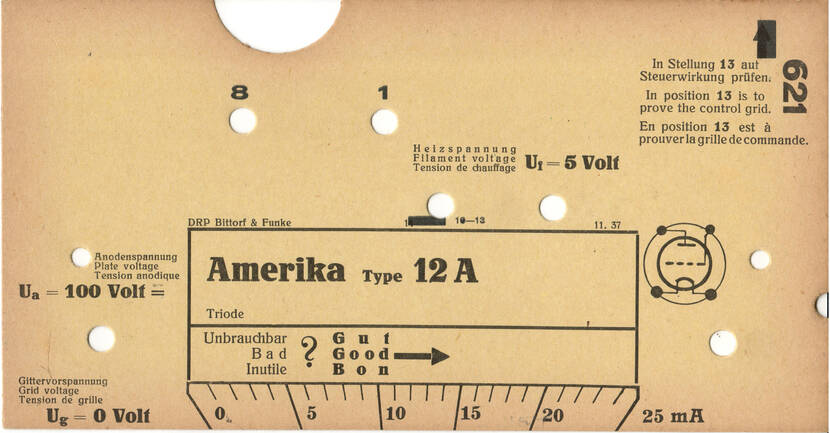 In Stellung 13 auf
Steuerwirkung prüfen.
In position 13 is to
prove the control grid.
En position 13 est à
prouver la grille de commande.
621
8
1
Heizspannung
Filament voltage
Tension de chauffage
Uf = 5 Volt
DRP Bittorf & Funke
10—13
11. 37
Anodenspannung
Plate voltage
Tension anodique
Ua = 100 Volt =
Amerika Type 12 A
Triode
Unbrauchbar
Bad
Inutile
?
Gut
Good
Bon
Gittervorspannung
Grid voltage
Tension de grille
Ug = 0 Volt
0 5 10 15 20 25 mA